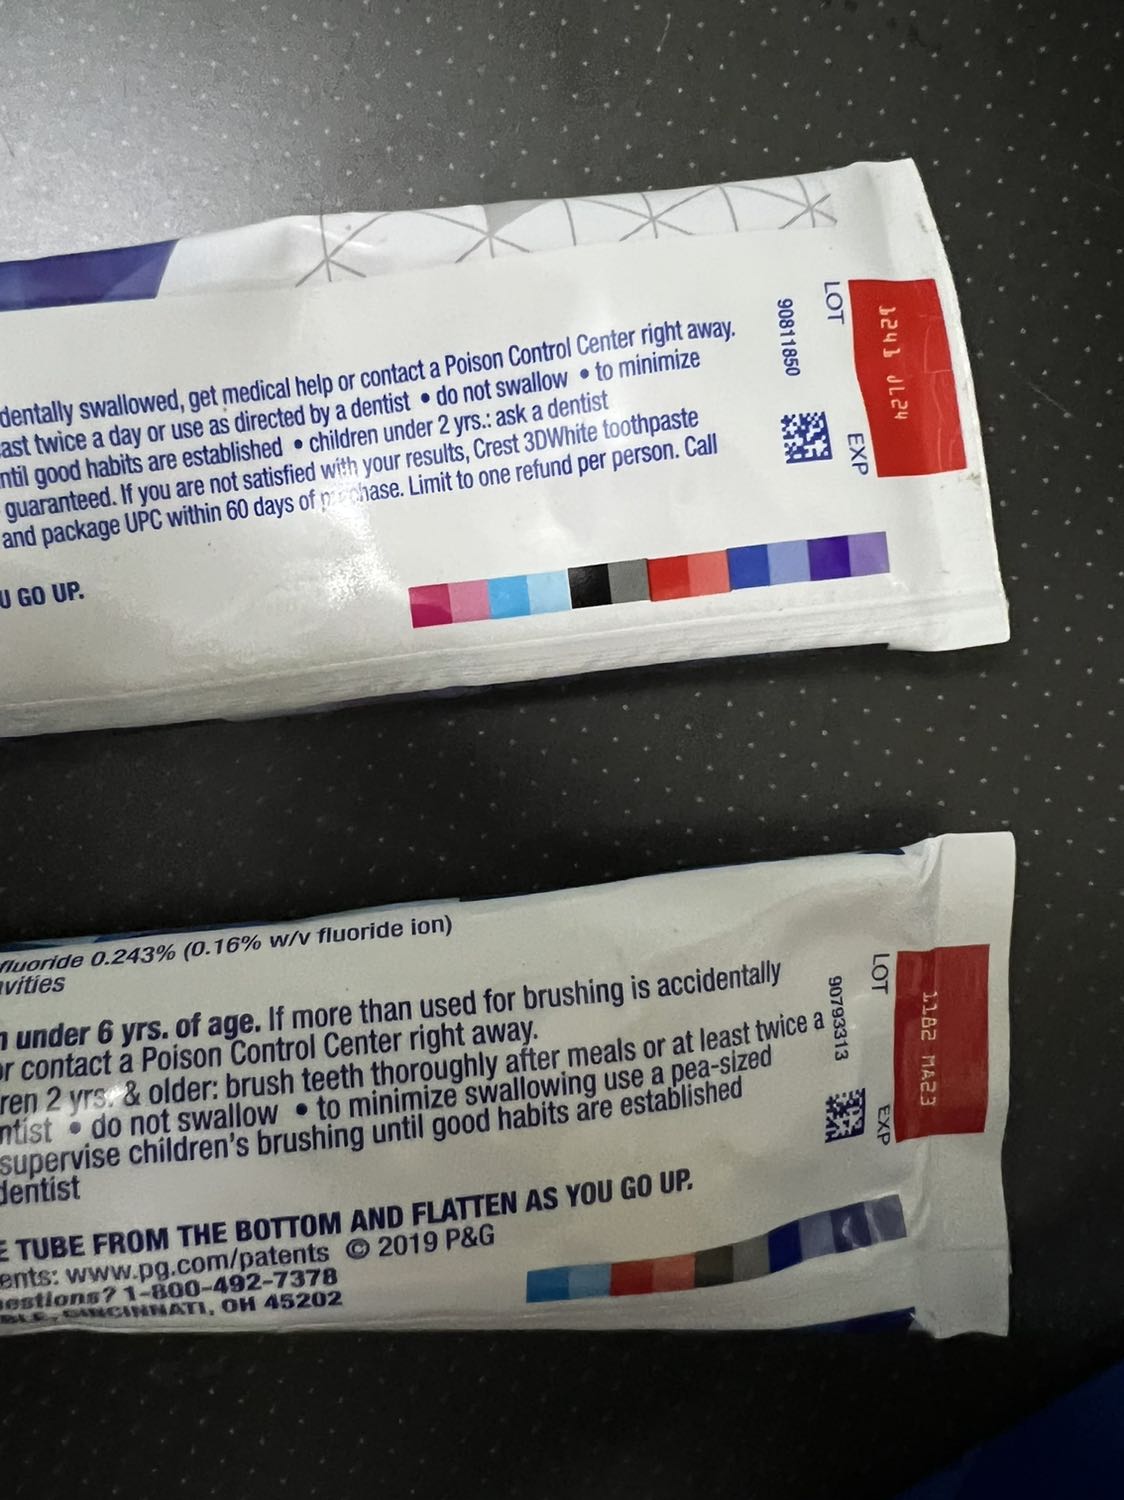 dentally swallowed, get medical help or contact a Poison Control Center right away.
ast twice a day or use as directed by a dentist • do not swallow • to minimize
ntil good habits are established • children under 2 yrs.: ask a dentist
guaranteed. If you are not satisfied with your results, Crest 3DWhite toothpaste
and package UPC within 60 days of purchase. Limit to one refund per person. Call
U GO UP.
90811850
LOT
EXP
1241 JL24
fluoride 0.243% (0.16% w/v fluoride ion)
vities
n under 6 yrs. of age. If more than used for brushing is accidentally
or contact a Poison Control Center right away.
ren 2 yrs. & older: brush teeth thoroughly after meals or at least twice a
ntist • do not swallow • to minimize swallowing use a pea-sized
supervise children's brushing until good habits are established
dentist
E TUBE FROM THE BOTTOM AND FLATTEN AS YOU GO UP.
ents: www.pg.com/patents © 2019 P&G
estions? 1-800-492-7378
BLE, CINCINNATI, OH 45202
90793313
LOT
EXP
1182 MA23